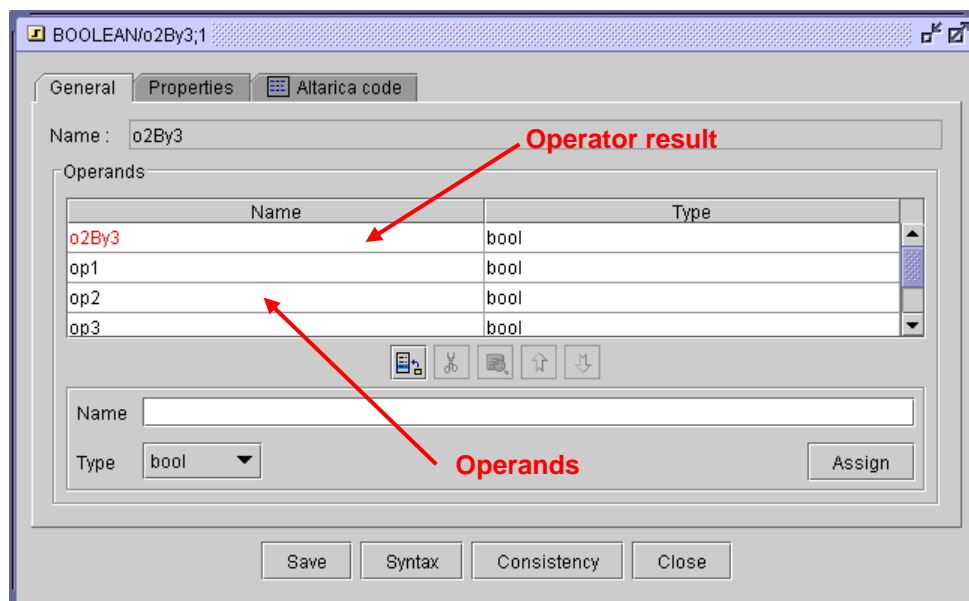 BOOLEAN/o2By3;1
General Properties Altarica code
Name : o2By3
Operator result
Operands
Name Type
o2By3 bool
op1 bool
op2 bool
op3 bool
Name
Type bool Operands Assign
Save Syntax Consistency Close